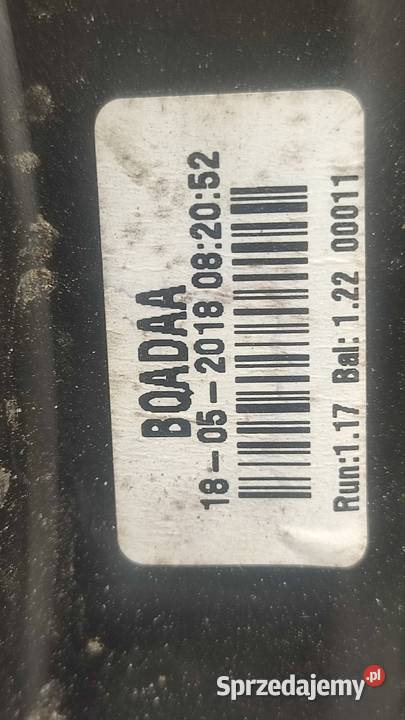 BQADAA
18-05-2018 08:20:52
Run:1.17 Bal: 1.22 00011
Sprzedajemy.pl